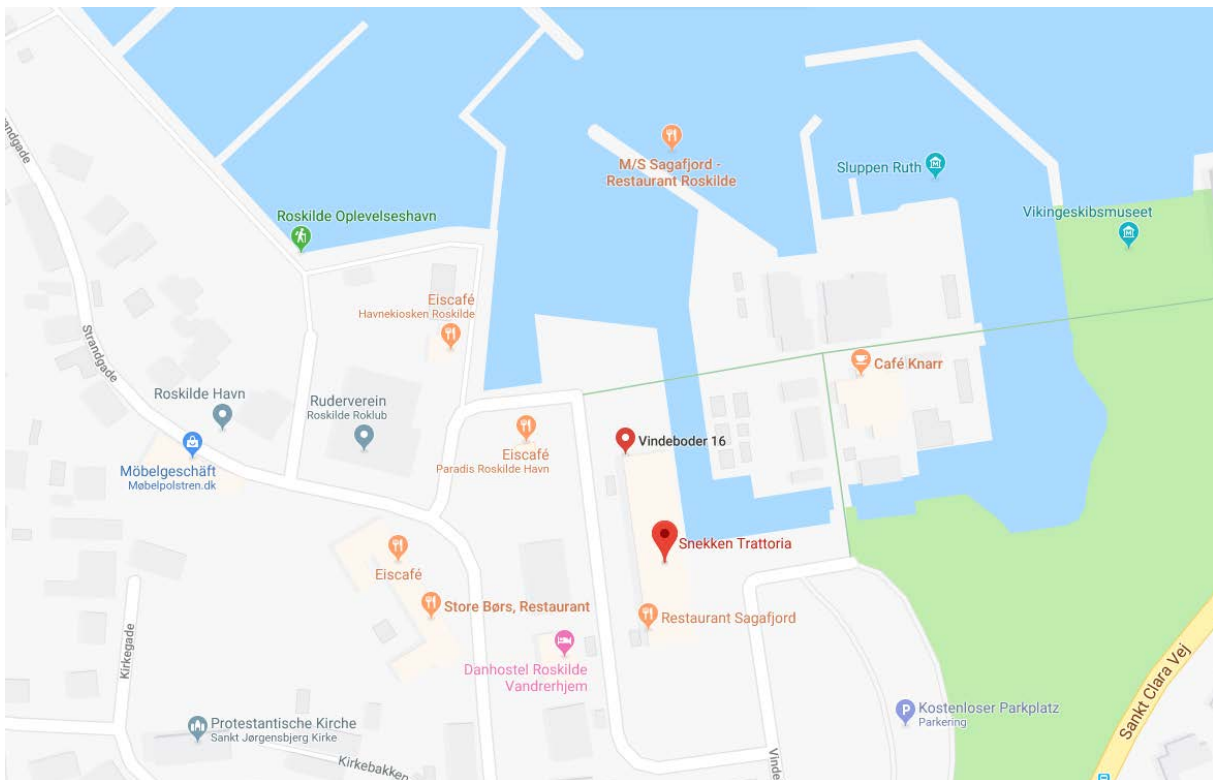 randgade
M/S Sagafjord -
Restaurant Roskilde
Sluppen Ruth
Vikingeskibsmuseet
Roskilde Oplevelseshavn
Eiscafé
Havnekiosken Roskilde
Strandgade
Café Knarr
Roskilde Havn
Ruderverein
Roskilde Roklub
Vindeboder 16
Eiscafé
Paradis Roskilde Havn
Möbelgeschäft
Møbelpolstren.dk
Snekken Trattoria
Eiscafé
Store Børs, Restaurant
Restaurant Sagafjord
Kirkegade
Danhostel Roskilde
Vandrerhjem
Sankt Clara Vej
P
Kostenloser Parkplatz
Parkering
Protestantische Kirche
Sankt Jørgensbjerg Kirke
Kirkebakken
Vinde